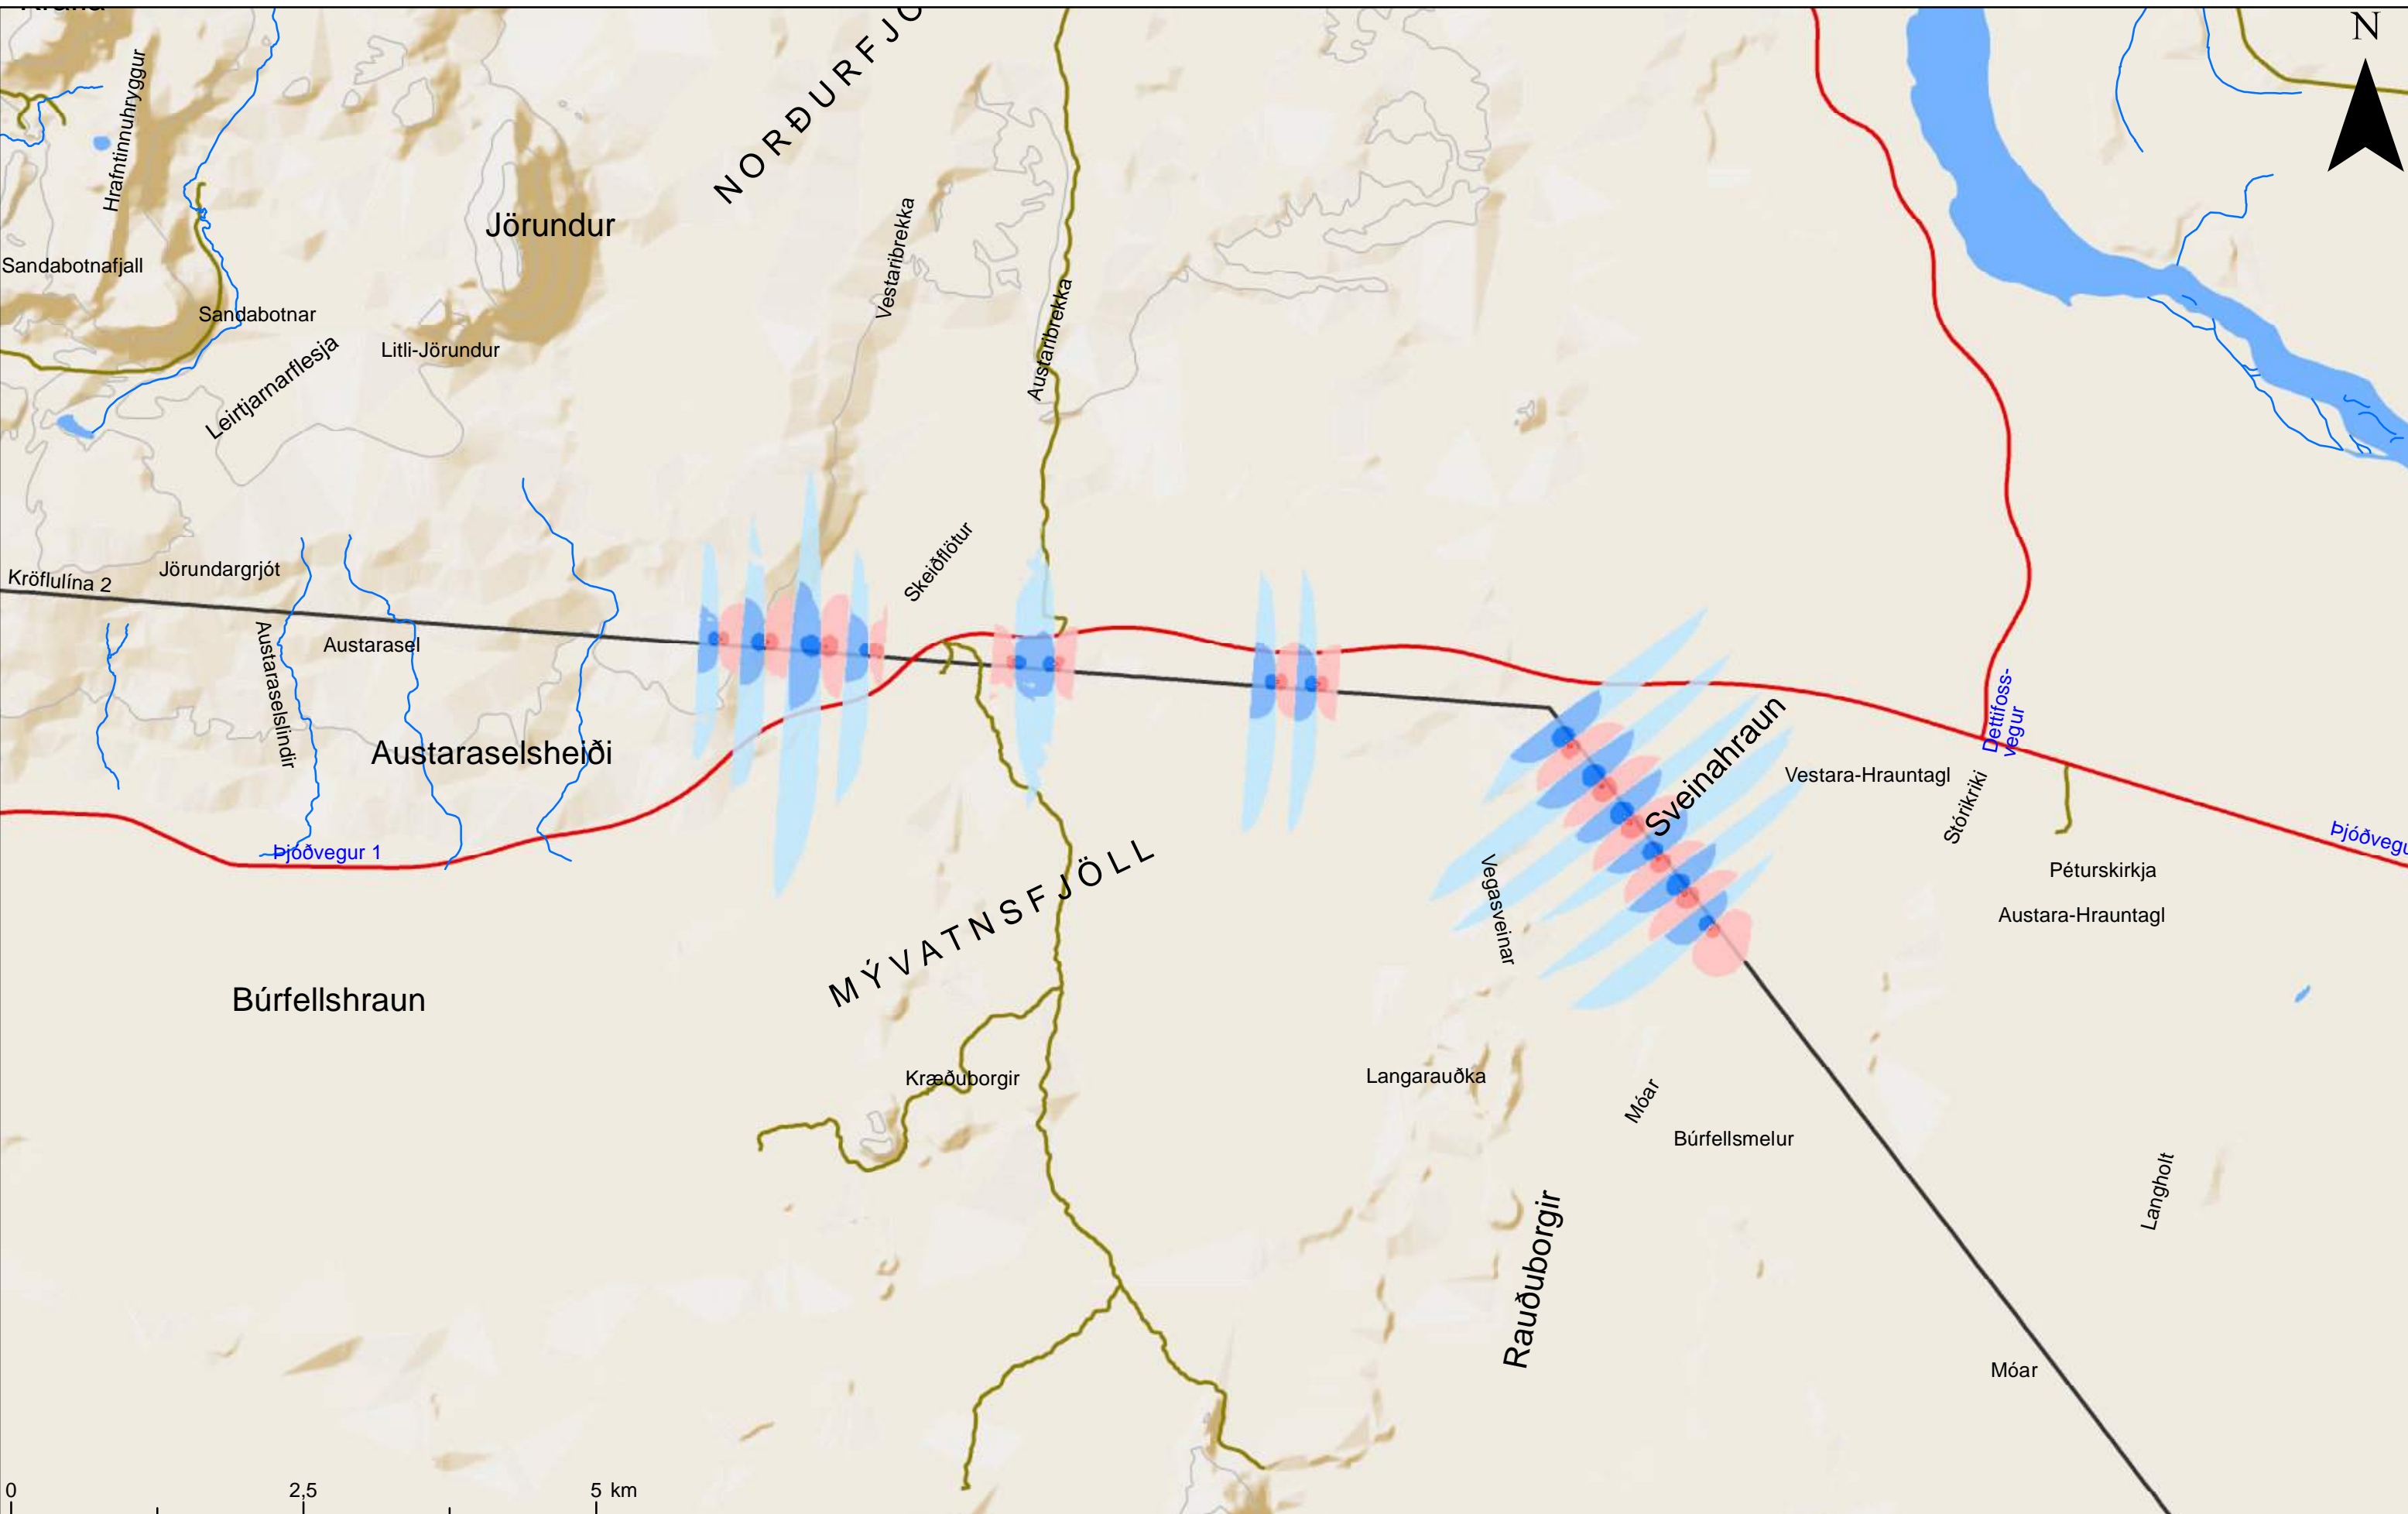 N
NORÐURFJÖ
Hrafntinnuhryggur
Jörundur
Sandabotnafjall
Sandabotnar
Vestaribrekka
Austaribrekka
Litli-Jörundur
Leirtjarnarflesja
Skeiðflötur
Jörundargrjót
Kröflulína 2
Austarasel
Austaraselslindir
Austaraselsheiði
Sveinahraun
Dettifoss-
vegur
Vestara-Hrauntagl
Stórikriki
Þjóðvegu
Þjóðvegur 1
Péturskirkja
Vegasveinar
Austara-Hrauntagl
MÝVATNSFJÖLL
Búrfellshraun
Kræðuborgir
Langarauðka
Móar
Búrfellsmelur
Langholt
Rauðuborgir
Móar
0 2,5 5 km